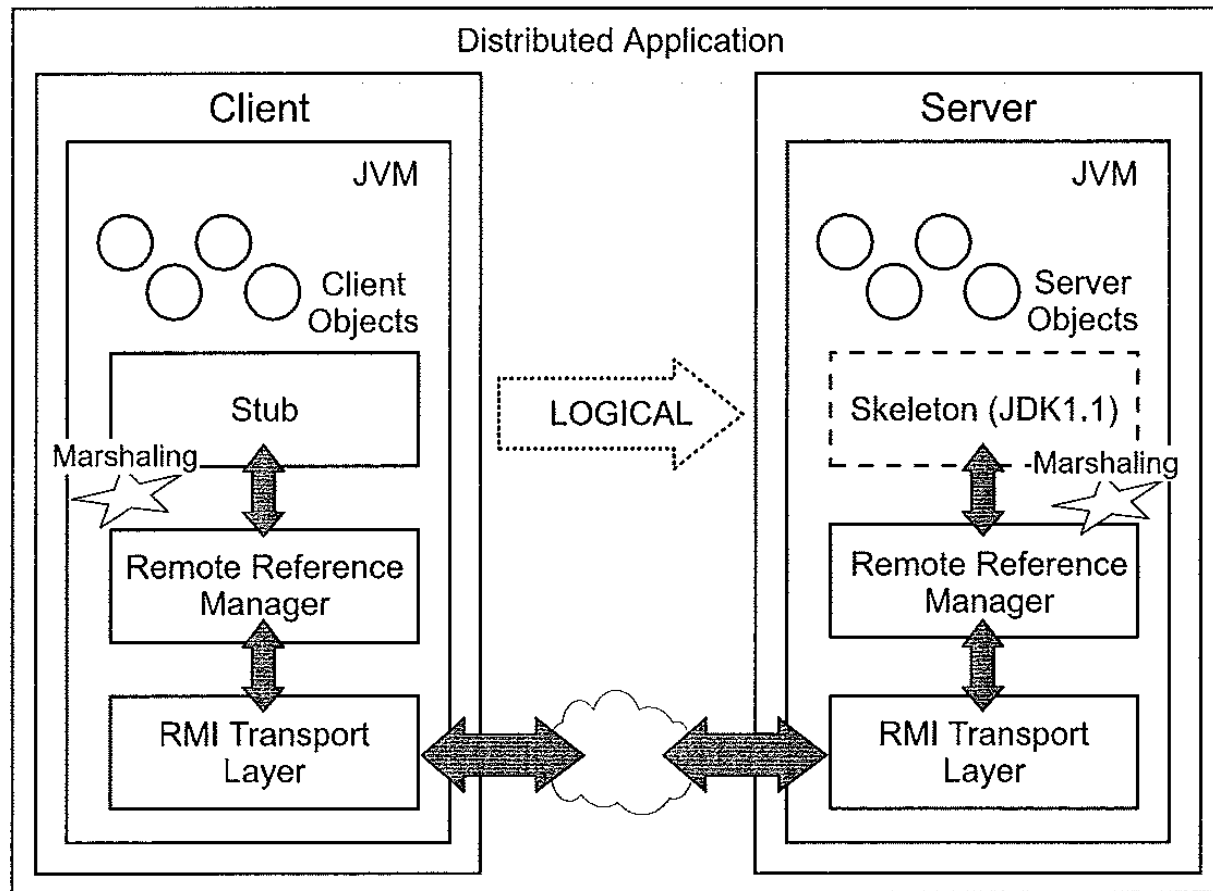 Distributed Application
Client
JVM
Client
Objects
Stub
Marshaling
Remote Reference
Manager
RMI Transport
Layer
LOGICAL
Server
JVM
Server
Objects
Skeleton (JDK1.1)
-Marshaling
Remote Reference
Manager
RMI Transport
Layer